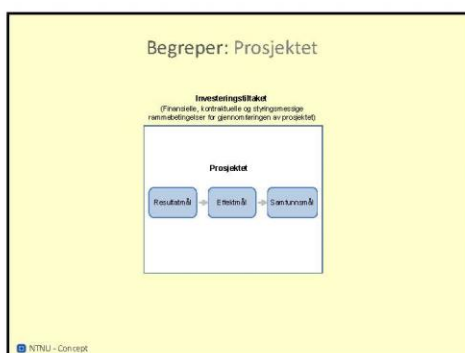 Begreper: Prosjektet
Investeringstiltaket
(Finansielle, kontraktuelle og styringsmessige
rammebetingelser for gjennomføringen av prosjektet)
Prosjektet
Resultatmål
Effektmål
Samfunnsmål
NTNU - Concept